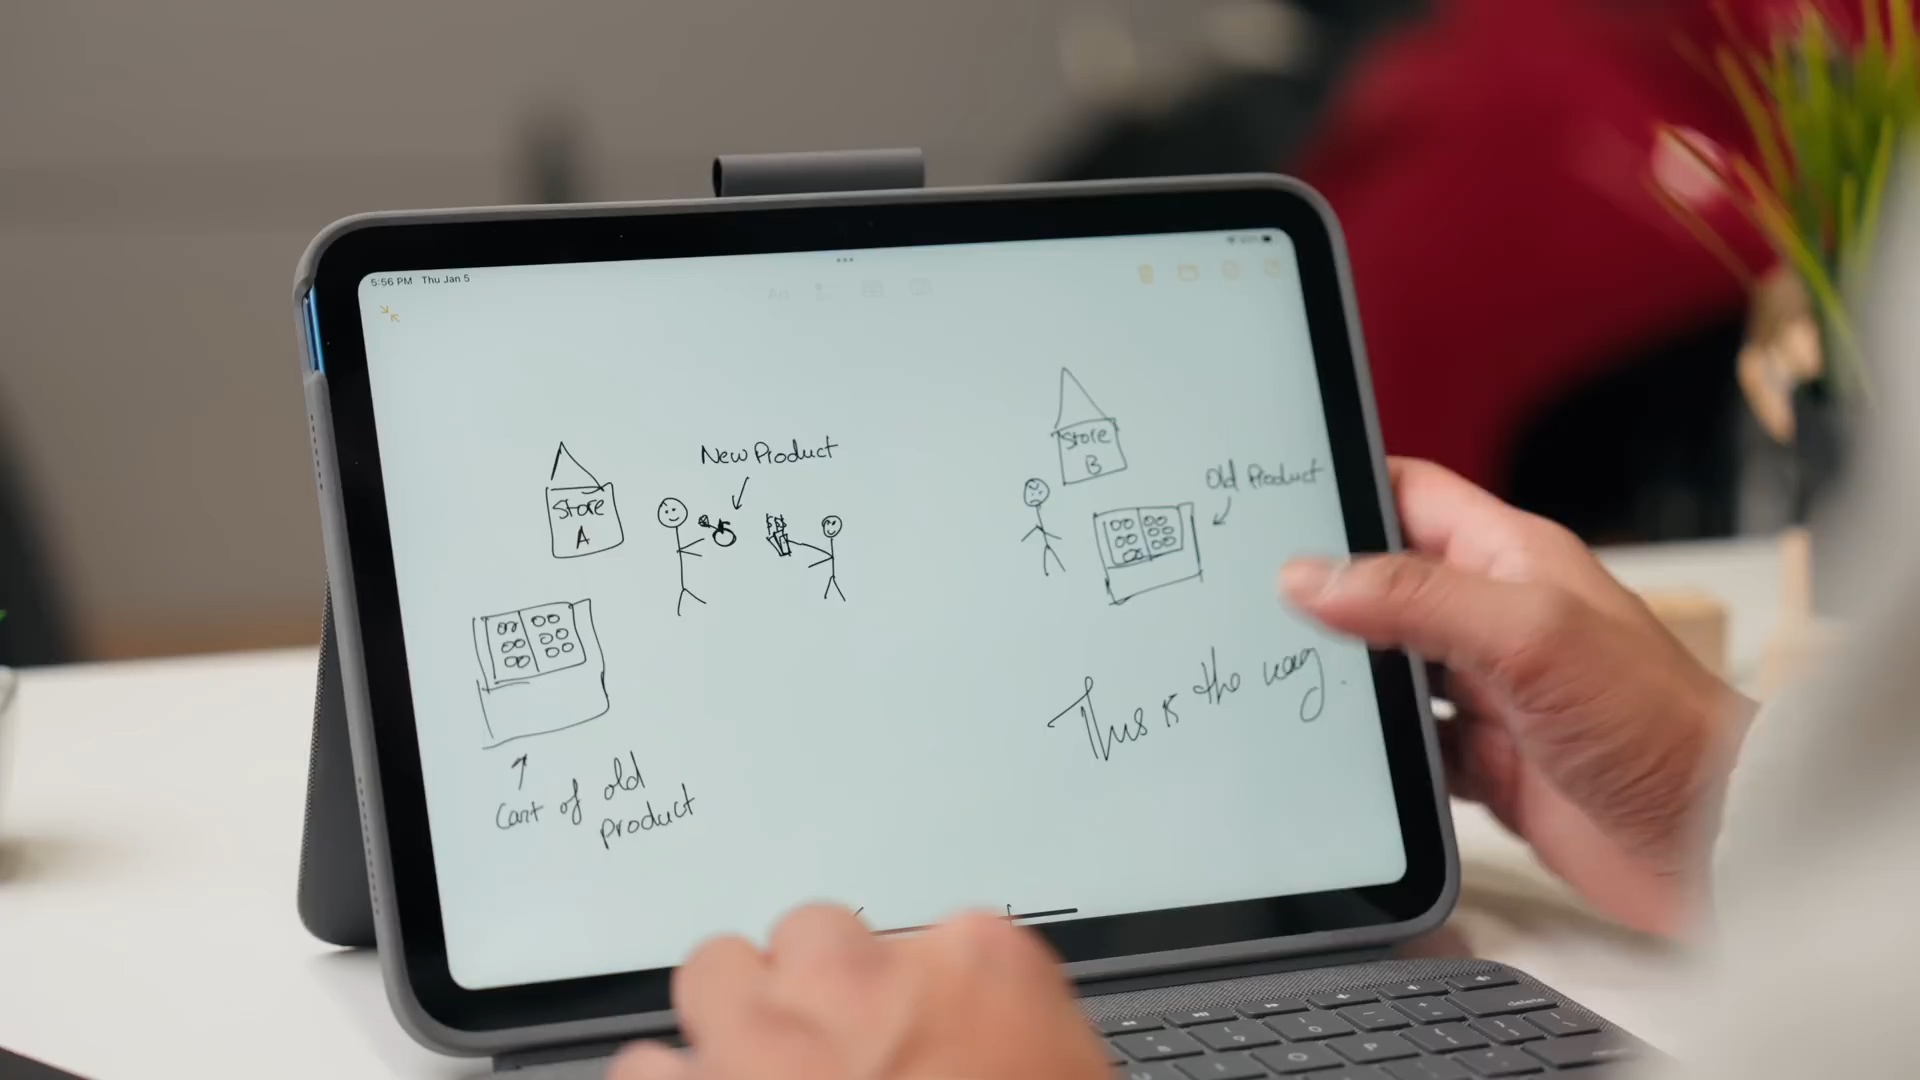 5:56 PM Thu Jan 5
New Product
Store
A
Store
B
Old Product
Cart of old
product
This is the way.
delete